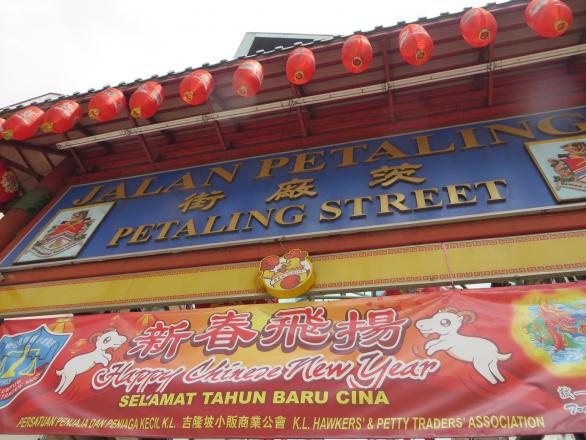 JALAN PETALING
街廠茨
PETALING STREET
新春飛揚
Happy Chinese New Year
SELAMAT TAHUN BARU CINA
PERSATUAN PENJAJA DAN PENIAGA KECIL K.L. 吉隆坡小販商業公會 K.L. HAWKERS' & PETTY TRADERS' ASSOCIATION